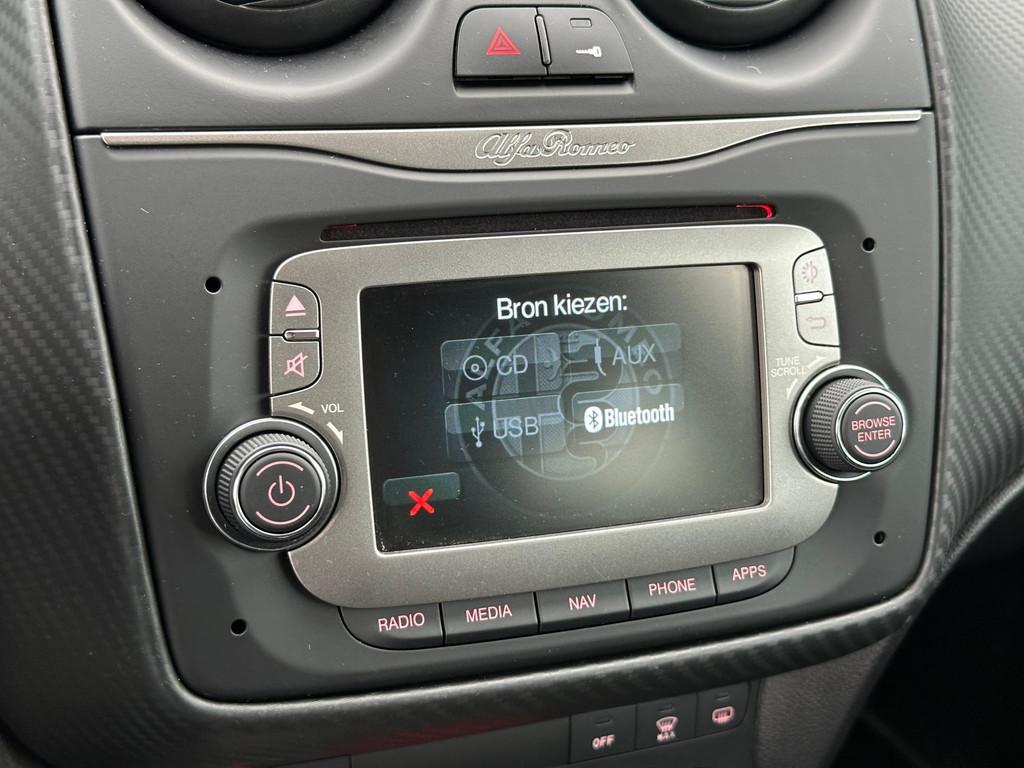 Alfa Romeo
Bron kiezen:
CD
AUX
USB
Bluetooth
VOL
TUNE
SCROLL
BROWSE
ENTER
RADIO
MEDIA
NAV
PHONE
APPS
OFF
MAX